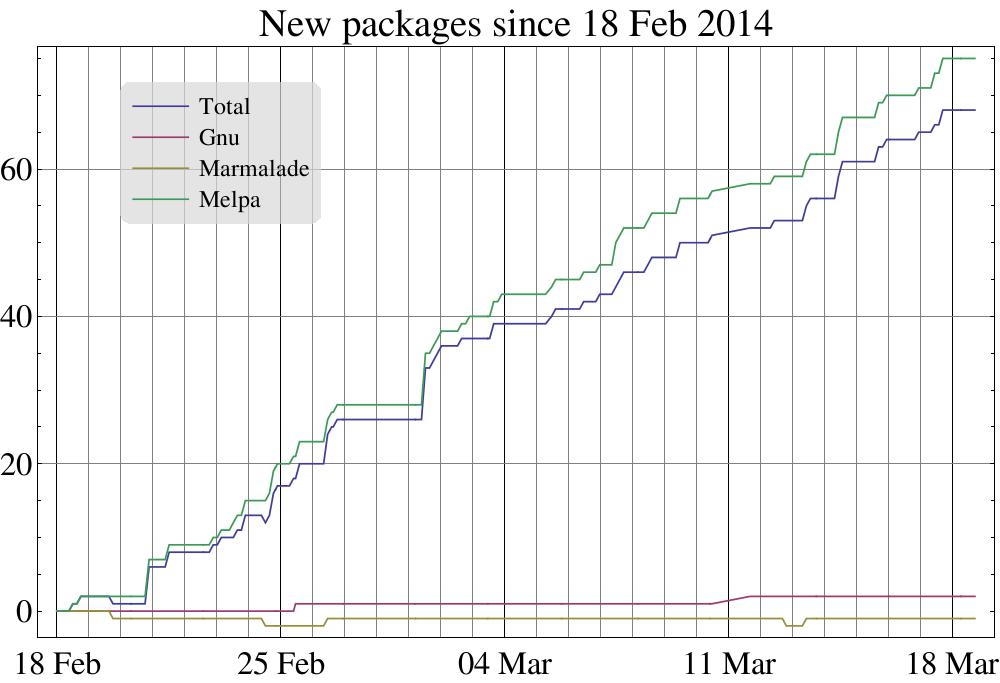 New packages since 18 Feb 2014
Total
Gnu
Marmalade
Melpa
60
40
20
0
18 Feb 25 Feb 04 Mar 11 Mar 18 Mar